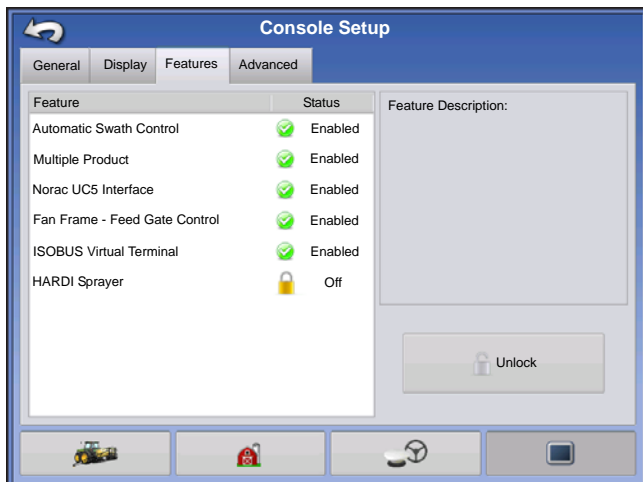 Console Setup
General Display Features Advanced
Feature Status
Automatic Swath Control Enabled
Multiple Product Enabled
Norac UC5 Interface Enabled
Fan Frame - Feed Gate Control Enabled
ISOBUS Virtual Terminal Enabled
HARDI Sprayer Off
Feature Description:
Unlock